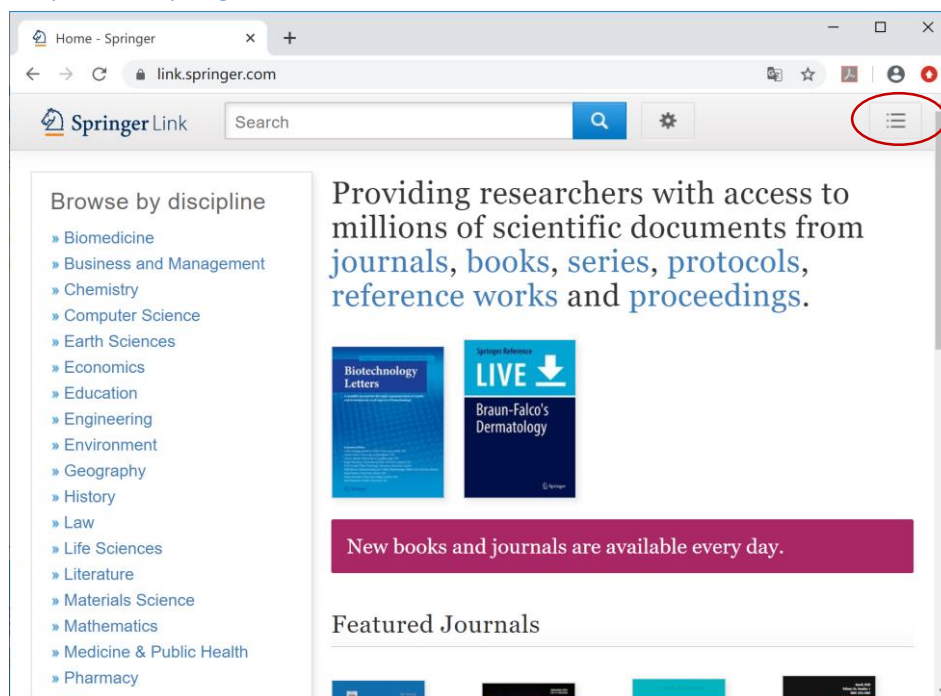 Home - Springer
link.springer.com
Springer Link
Search
Browse by discipline
» Biomedicine
» Business and Management
» Chemistry
» Computer Science
» Earth Sciences
» Economics
» Education
» Engineering
» Environment
» Geography
» History
» Law
» Life Sciences
» Literature
» Materials Science
» Mathematics
» Medicine & Public Health
» Pharmacy
Providing researchers with access to
millions of scientific documents from
journals, books, series, protocols,
reference works and proceedings.
Biotechnology
Letters
Springer Reference
LIVE
Braun-Falco's
Dermatology
Springer
New books and journals are available every day.
Featured Journals